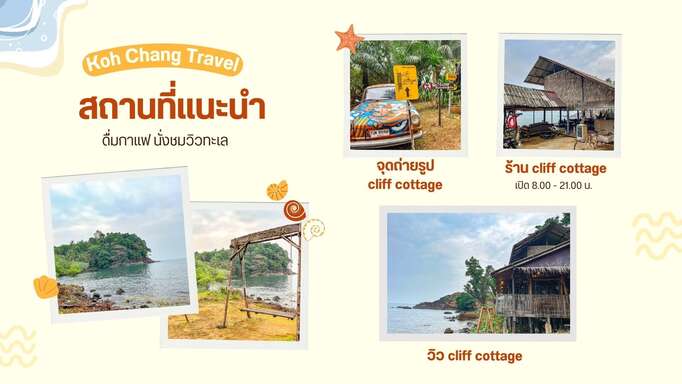 Koh Chang Travel
สถานที่แนะนำ
ดื่มกาแฟ นั่งชมวิวทะเล
จุดถ่ายรูป
cliff cottage
ร้าน cliff cottage
เปิด 8.00 - 21.00 น.
วิว cliff cottage